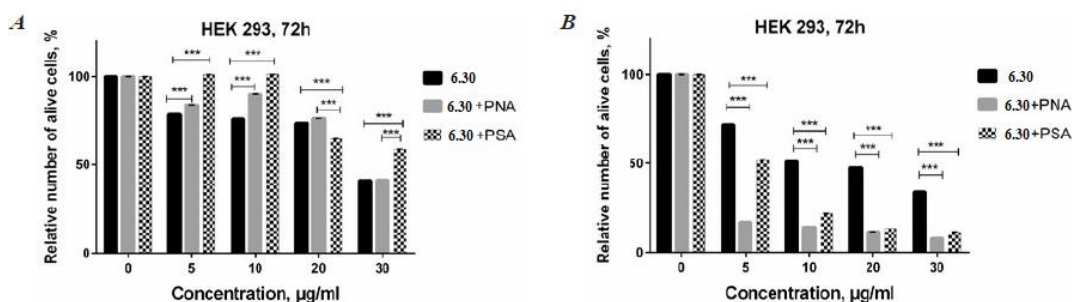 A
HEK 293, 72h
Relative number of alive cells, %
100
50
0
***
***
***
***
***
***
***
***
0 5 10 20 30
Concentration, µg/ml
6.30
6.30 +PNA
6.30 +PSA
B
HEK 293, 72h
Relative number of alive cells, %
100
50
0
***
***
***
***
***
***
***
***
0 5 10 20 30
Concentration, µg/ml
6.30
6.30+PNA
6.30+PSA